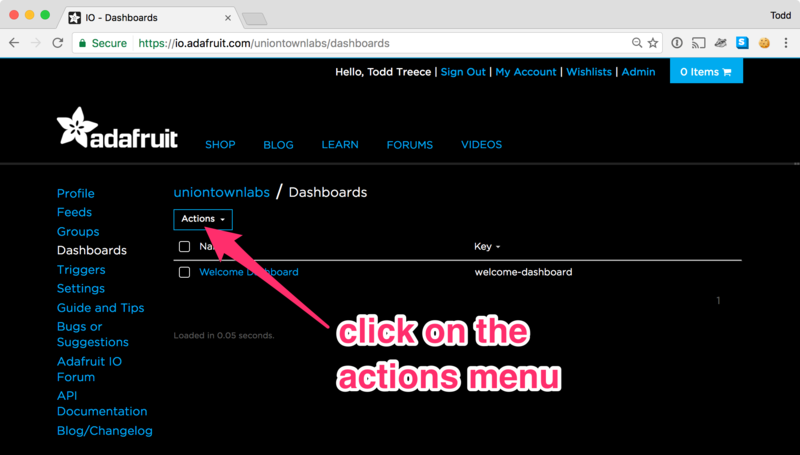 IO - Dashboards
Todd
Secure https://io.adafruit.com/uniontownlabs/dashboards
Hello, Todd Treece | Sign Out | My Account | Wishlists | Admin
0 Items
adafruit
SHOP BLOG LEARN FORUMS VIDEOS
Profile
Feeds
Groups
Dashboards
Triggers
Settings
Guide and Tips
Bugs or
Suggestions
Adafruit IO
Forum
API
Documentation
Blog/Changelog
uniontownlabs / Dashboards
Actions
Key
Welcome Dashboard welcome-dashboard
1
Loaded in 0.05 seconds.
click on the
actions menu